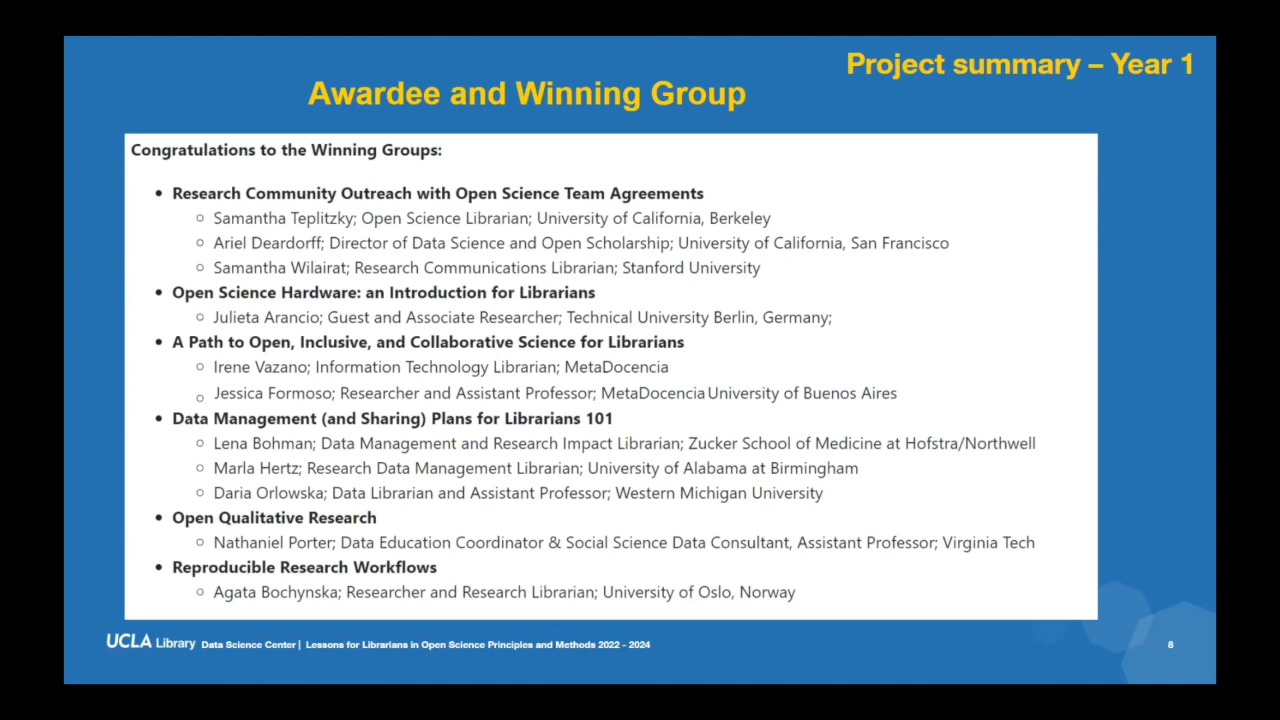 Project summary – Year 1
Awardee and Winning Group
Congratulations to the Winning Groups:
• Research Community Outreach with Open Science Team Agreements
○ Samantha Teplitzky; Open Science Librarian; University of California, Berkeley
○ Ariel Deardorff; Director of Data Science and Open Scholarship; University of California, San Francisco
○ Samantha Wilairat; Research Communications Librarian; Stanford University
• Open Science Hardware: an Introduction for Librarians
○ Julieta Arancio; Guest and Associate Researcher; Technical University Berlin, Germany;
• A Path to Open, Inclusive, and Collaborative Science for Librarians
○ Irene Vazano; Information Technology Librarian; MetaDocencia
○ Jessica Formoso; Researcher and Assistant Professor; MetaDocencia University of Buenos Aires
• Data Management (and Sharing) Plans for Librarians 101
○ Lena Bohman; Data Management and Research Impact Librarian; Zucker School of Medicine at Hofstra/Northwell
○ Marla Hertz; Research Data Management Librarian; University of Alabama at Birmingham
○ Daria Orlowska; Data Librarian and Assistant Professor; Western Michigan University
• Open Qualitative Research
○ Nathaniel Porter; Data Education Coordinator & Social Science Data Consultant, Assistant Professor; Virginia Tech
• Reproducible Research Workflows
○ Agata Bochynska; Researcher and Research Librarian; University of Oslo, Norway
UCLA Library Data Science Center | Lessons for Librarians in Open Science Principles and Methods 2022 - 2024
8